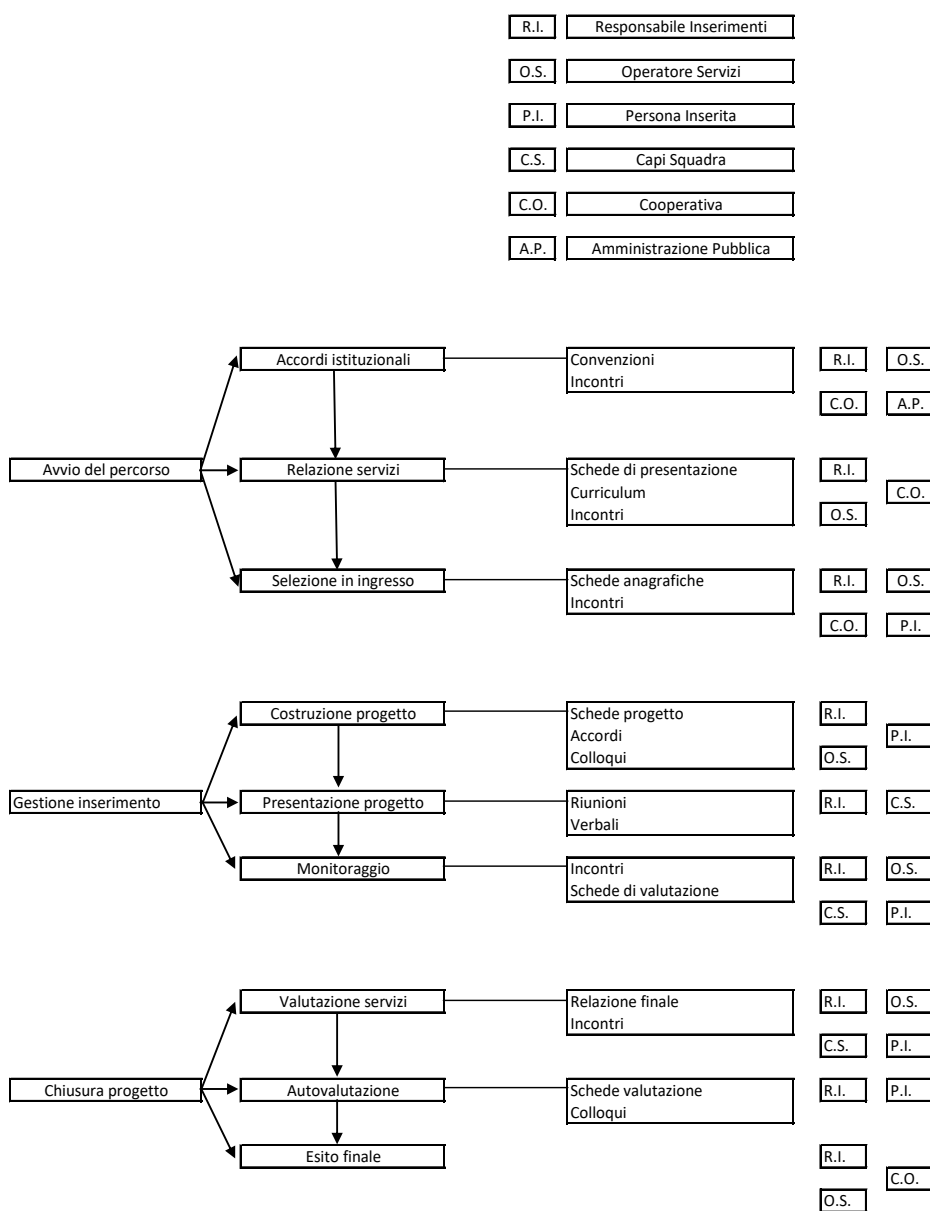 R.I. Responsabile Inserimenti
O.S. Operatore Servizi
P.I. Persona Inserita
C.S. Capi Squadra
C.O. Cooperativa
A.P. Amministrazione Pubblica
Accordi istituzionali Convenzioni R.I. O.S.
Incontri
C.O. A.P.
Avvio del percorso Relazione servizi Schede di presentazione R.I.
Curriculum C.O.
Incontri O.S.
Selezione in ingresso Schede anagrafiche R.I. O.S.
Incontri
C.O. P.I.
Costruzione progetto Schede progetto R.I.
Accordi P.I.
Colloqui O.S.
Gestione inserimento Presentazione progetto Riunioni R.I. C.S.
Verbali
Monitoraggio Incontri R.I. O.S.
Schede di valutazione
C.S. P.I.
Valutazione servizi Relazione finale R.I. O.S.
Incontri
C.S. P.I.
Chiusura progetto Autovalutazione Schede valutazione R.I. P.I.
Colloqui
Esito finale R.I.
C.O.
O.S.